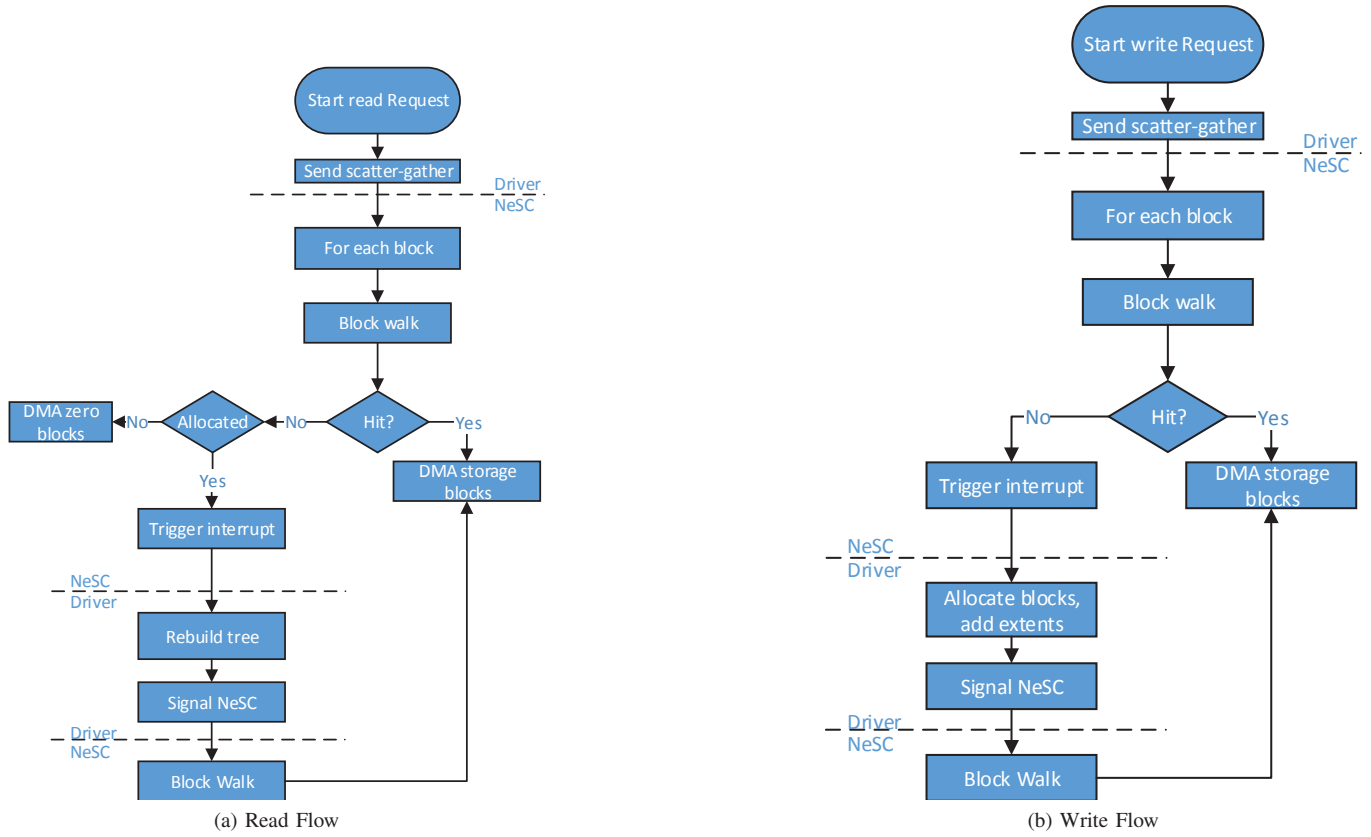 Start read Request
Send scatter-gather
Driver
NeSC
For each block
Block walk
DMA zero
blocks
No
Allocated
No
Hit?
Yes
DMA storage
blocks
Yes
Trigger interrupt
NeSC
Driver
Rebuild tree
Signal NeSC
Driver
NeSC
Block Walk
(a) Read Flow
Start write Request
Send scatter-gather
Driver
NeSC
For each block
Block walk
Hit?
No
Yes
Trigger interrupt
DMA storage
blocks
NeSC
Driver
Allocate blocks,
add extents
Signal NeSC
Driver
NeSC
Block Walk
(b) Write Flow